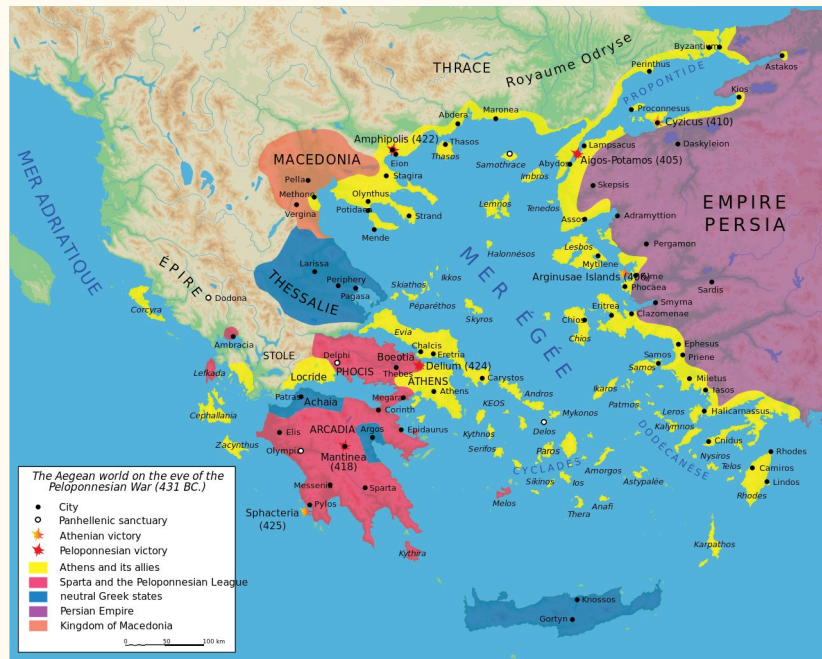 Royaume Odryse
THRACE
Byzantium
Perinthus
Astakos
PROPONTIDE
Kios
Proconnesus
Cyzicus (410)
Maronea
Abdera
Amphipolis (422)
Thasos
Thasos
Eion
Samothrace
Lampsacus
Abydos
Aigos-Potamos (405)
Daskyleion
MACEDONIA
Stagira
Imbros
Pella
Methone
Vergina
Olynthus
Potidaea
Strand
Mende
Lemnos
Tenedos
Skepsis
Assos
Adramyttion
EMPIRE
PERSIA
MER ADRIATIQUE
Larissa
Periphery
Pagasa
THESSALIE
ÉPIRE
Dodona
Corcyra
MER ÉGÉE
Halonnésos
Ikkos
Skiathos
Péparéthos
Skyros
Lesbos
Mytilene
Pergamon
Arginusae Islands (406)
Phocaea
Sardis
Smyrna
Eritrea
Clazomenae
Chios
Chios
Ambracia
STOLE
Lefkada
Evia
Delphi
PHOCIS
Boeotia
Thebes
Chalcis
Eretria
Delium (424)
Locride
ATHENS
Athens
Megara
Carystos
Ephesus
Samos
Samos
Priene
Miletus
Iasos
Patras
Achaia
Corinth
Cephallania
Zacynthus
Elis
ARCADIA
Argos
Epidaurus
Olympia
Mantinea
(418)
KEOS
Andros
Kythnos
Serifos
Mykonos
Delos
Ikaros
Patmos
Leros
Kalymnos
Halicarnassus
DODECANÈSE
Cnidus
Nysiros
Telos
Rhodes
Camiros
Lindos
Rhodes
Paros
CYCLADES
Sikinos
Ios
Amorgos
Astypalée
Anafi
Thera
Melos
Messenia
Sparta
Pylos
Sphacteria
(425)
Kythira
Karpathos
Knossos
Gortyn
The Aegean world on the eve of the
Peloponnesian War (431 BC.)
City
Panhellenic sanctuary
Athenian victory
Peloponnesian victory
Athens and its allies
Sparta and the Peloponnesian League
neutral Greek states
Persian Empire
Kingdom of Macedonia
0 50 100 km